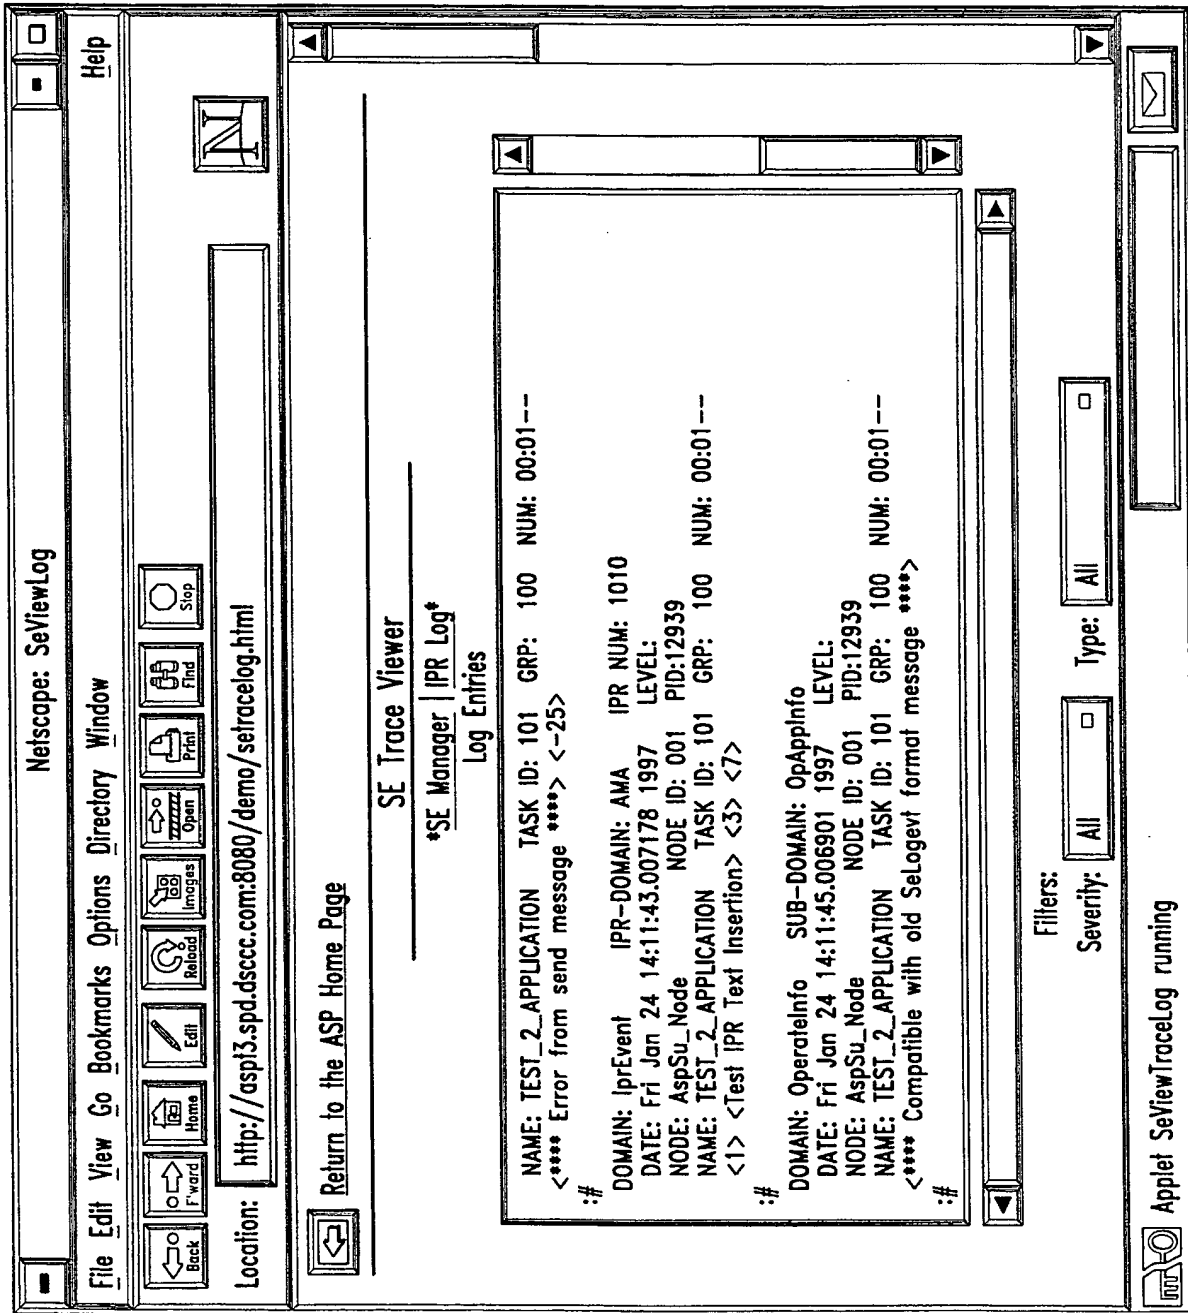 Netscape: SeViewLog
File Edit View Go Bookmarks Options Directory Window Help
Back F'ward Home Edit Reload Images Open Print Find Stop
Location: http://aspt3.spd.dsccc.com:8080/demo/setracelog.html
N
Return to the ASP Home Page
SE Trace Viewer
*SE Manager | IPR Log*
Log Entries
NAME: TEST_2_APPLICATION TASK ID: 101 GRP: 100 NUM: 00:01--
<**** Error from send message ****> <-25>
:#
DOMAIN: IprEvent IPR-DOMAIN: AMA IPR NUM: 1010
DATE: Fri Jan 24 14:11:43.007178 1997 LEVEL:
NODE: AspSu_Node NODE ID: 001 PID:12939
NAME: TEST_2_APPLICATION TASK ID: 101 GRP: 100 NUM: 00:01--
<1> <Test IPR Text Insertion> <3> <7>
:#
DOMAIN: OperateInfo SUB-DOMAIN: OpAppInfo
DATE: Fri Jan 24 14:11:45.006901 1997 LEVEL:
NODE: AspSu_Node NODE ID: 001 PID:12939
NAME: TEST_2_APPLICATION TASK ID: 101 GRP: 100 NUM: 00:01--
<**** Compatible with old SeLogevt format message ****>
:#
Filters:
Severity: All Type: All
Applet SeViewTraceLog running